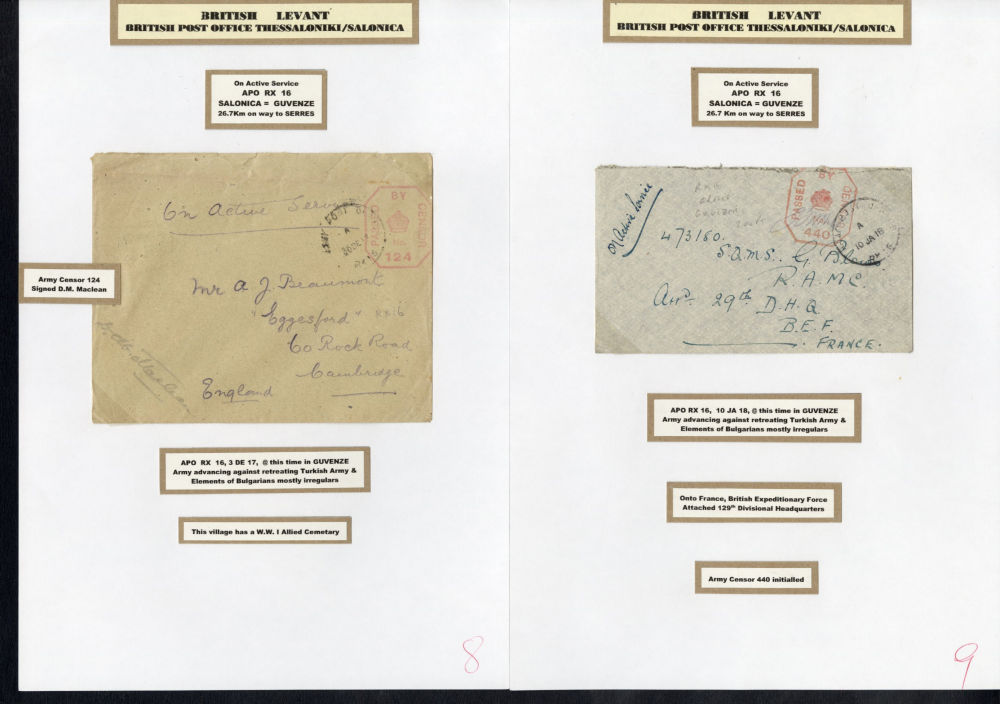 BRITISH LEVANT
BRITISH POST OFFICE THESSALONIKI/SALONICA
On Active Service
APO RX 16
SALONICA = GUVENZE
26.7Km on way to SERRES
On Active Service
PASSED BY CENSOR
124
Army Censor 124
Signed D.M. Maclean
Mr A J. Beaumont
"Eggesford" RX16
60 Rock Road
Cambridge
England
APO RX 16, 3 DE 17, @ this time in GUVENZE
Army advancing against retreating Turkish Army &
Elements of Bulgarians mostly irregulars
This village has a W.W. I Allied Cemetary
8
BRITISH LEVANT
BRITISH POST OFFICE THESSALONIKI/SALONICA
On Active Service
APO RX 16
SALONICA = GUVENZE
26.7 Km on way to SERRES
On Active Service
PASSED BY CENSOR
440
A
10 JA 18
473160.
S.Q.M.S. G.
R.A.M.C.
Att'd. 29th D.H.Q.
B.E.F.
FRANCE.
APO RX 16, 10 JA 18, @ this time in GUVENZE
Army advancing against retreating Turkish Army &
Elements of Bulgarians mostly irregulars
Onto France, British Expeditionary Force
Attached 129th Divisional Headquarters
Army Censor 440 initialled
9